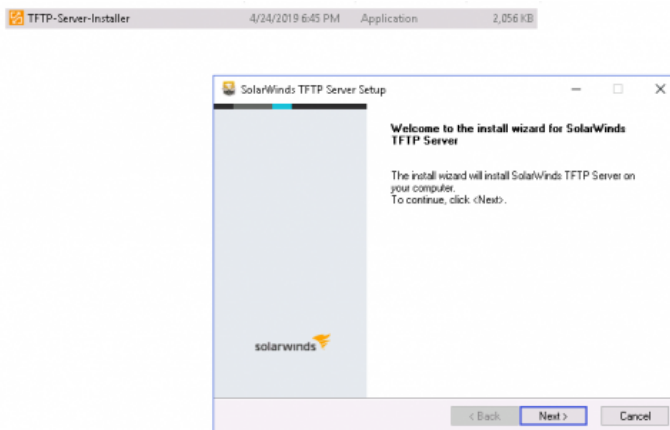 TFTP-Server-Installer 4/24/2019 6:45 PM Application 2,056 KB
SolarWinds TFTP Server Setup
Welcome to the install wizard for SolarWinds
TFTP Server
The install wizard will install SolarWinds TFTP Server on
your computer.
To continue, click <Next>.
solarwinds
< Back Next > Cancel